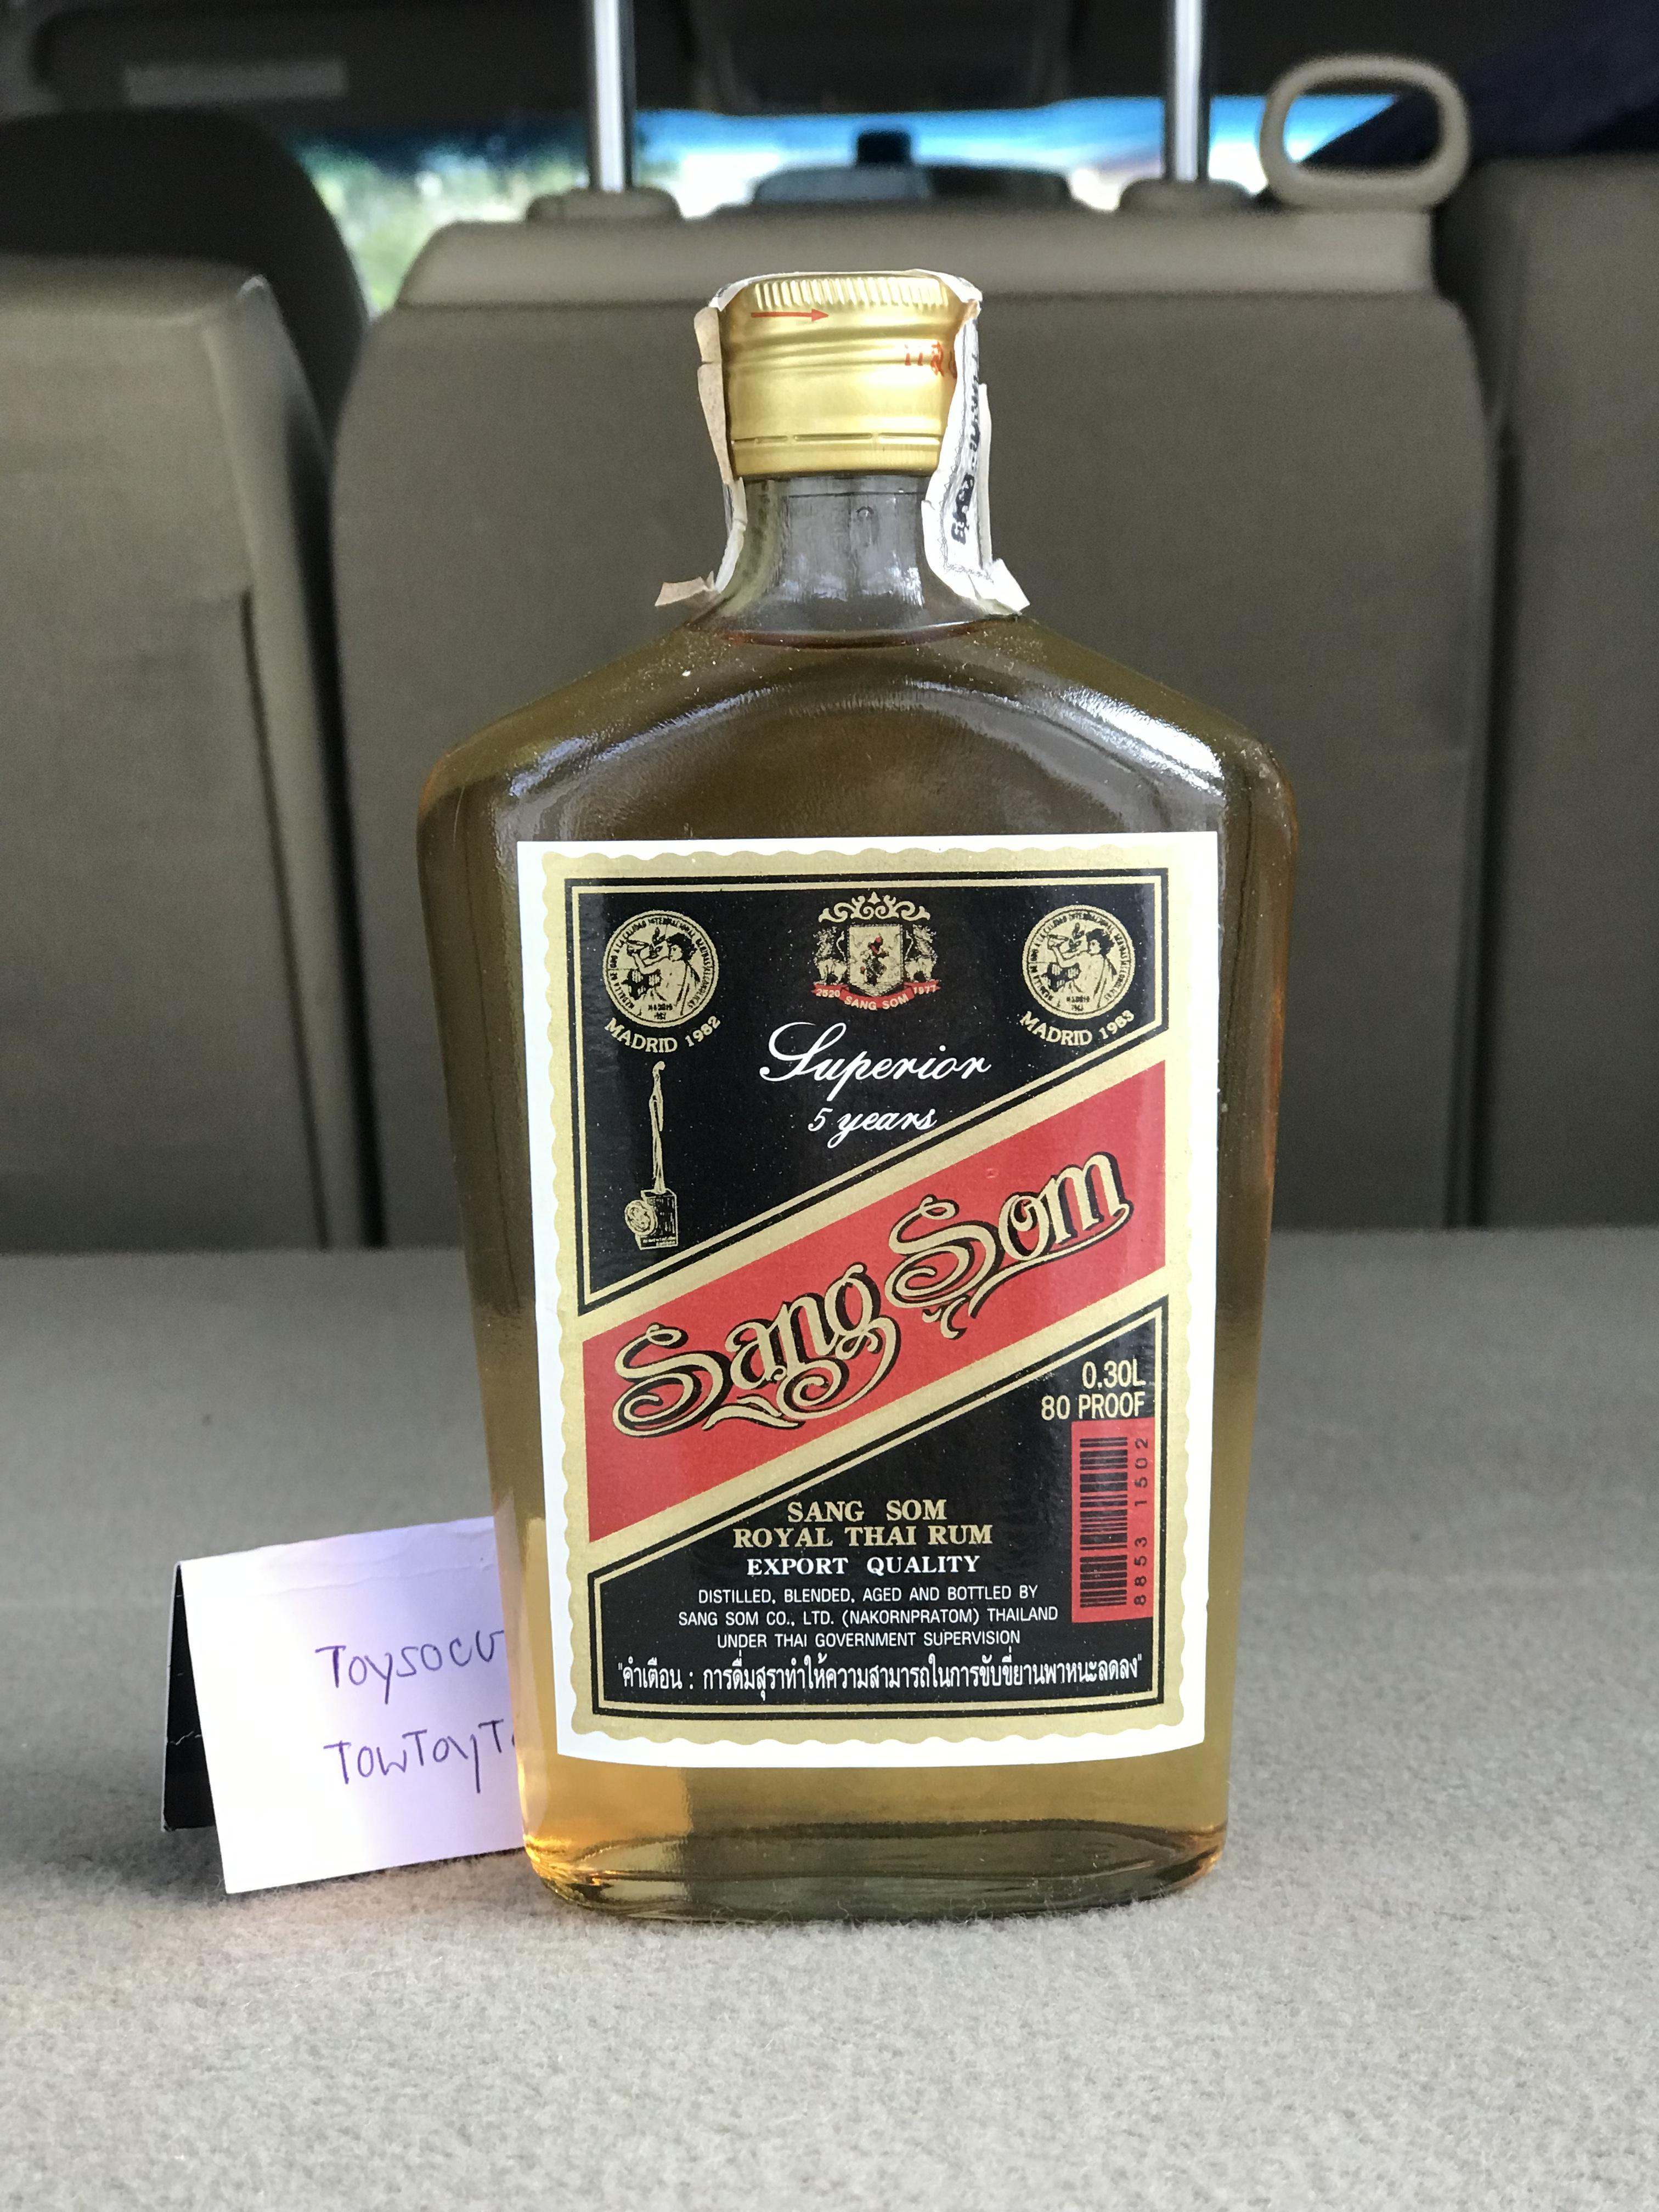 MADRID 1982
2520 SANG SOM 1977
MADRID 1983
Superior
5 years
Sang Som
0.30L
80 PROOF
8853 1502
SANG SOM
ROYAL THAI RUM
EXPORT QUALITY
DISTILLED, BLENDED, AGED AND BOTTLED BY
SANG SOM CO., LTD. (NAKORNPRATOM) THAILAND
UNDER THAI GOVERNMENT SUPERVISION
"คำเตือน : การดื่มสุราทำให้ความสามารถในการขับขี่ยานพาหนะลดลง"